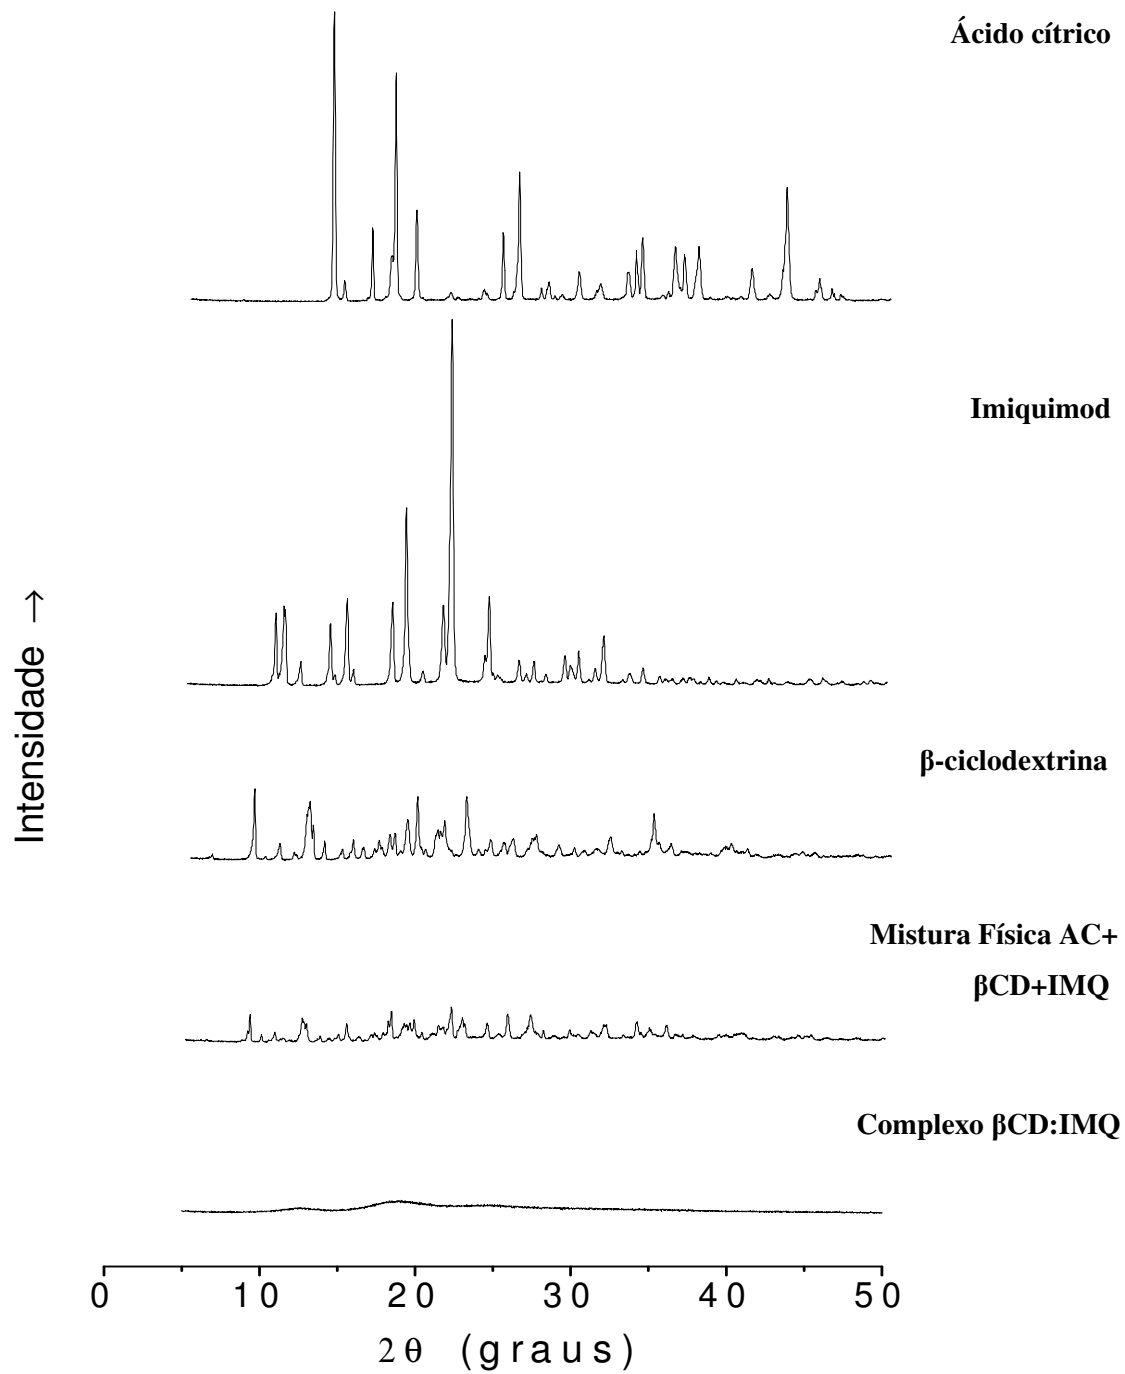 Ácido cítrico
Imiquimod
β-ciclodextrina
Mistura Física AC+
βCD+IMQ
Complexo βCD:IMQ
Intensidade →
0 10 20 30 40 50
2 θ (graus)